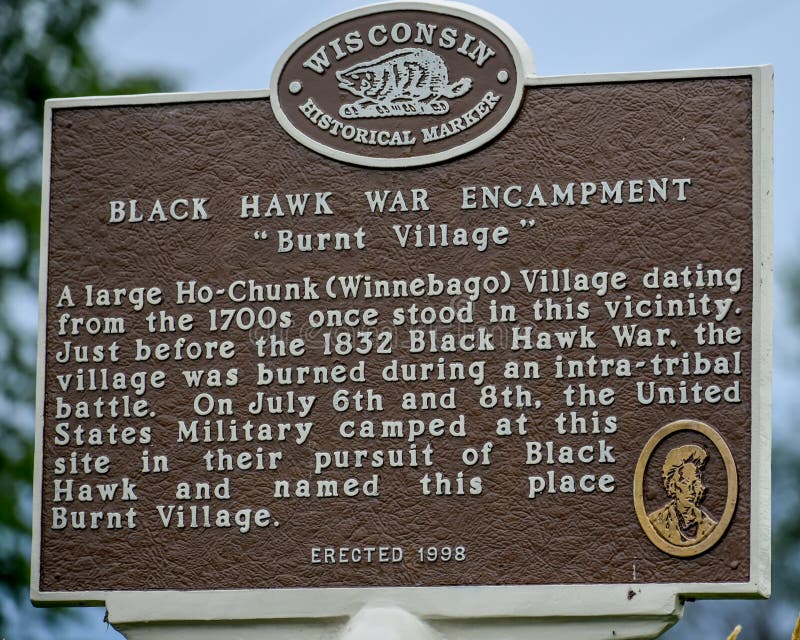 WISCONSIN
HISTORICAL MARKER
BLACK HAWK WAR ENCAMPMENT
"Burnt Village"
A large Ho-Chunk (Winnebago) Village dating
from the 1700s once stood in this vicinity.
Just before the 1832 Black Hawk War, the
village was burned during an intra-tribal
battle. On July 6th and 8th, the United
States Military camped at this
site in their pursuit of Black
Hawk and named this place
Burnt Village.
ERECTED 1998